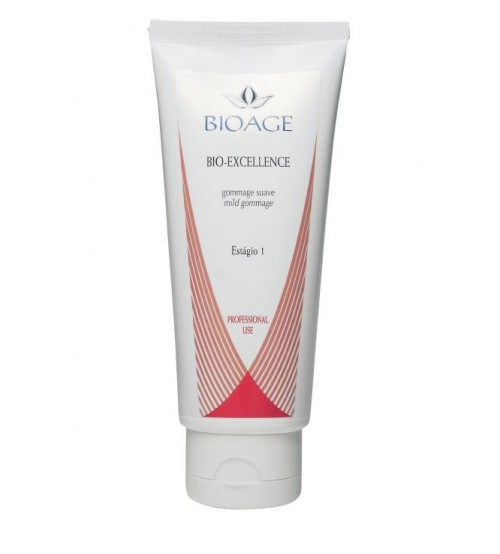 BIOAGE
BIO-EXCELLENCE
gommage suave
mild gommage
Estágio 1
PROFESSIONAL
USE